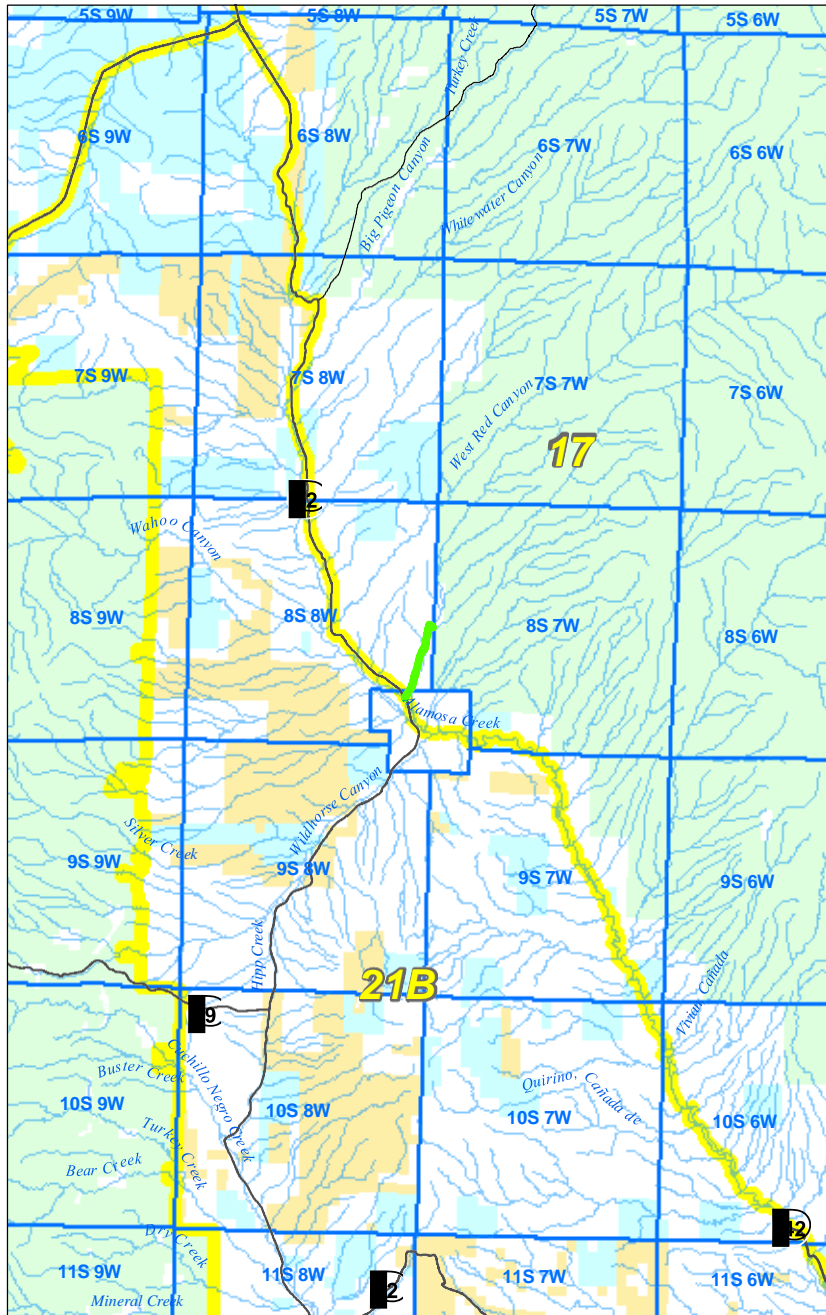 5S 9W
5S 8W
5S 7W
5S 6W
Turkey Creek
6S 9W
6S 8W
6S 7W
6S 6W
Big Pigeon Canyon
Whitewater Canyon
7S 9W
7S 8W
7S 7W
7S 6W
West Red Canyon
17
2
Wahoo Canyon
8S 9W
8S 8W
8S 7W
8S 6W
Alamosa Creek
Wildhorse Canyon
Silver Creek
9S 9W
9S 8W
9S 7W
9S 6W
Hipp Creek
21B
Vivian Cañada
9
Cuchillo Negro Creek
Buster Creek
Quirino, Cañada de
10S 9W
10S 8W
10S 7W
10S 6W
Turkey Creek
Bear Creek
Dry Creek
11S 9W
11S 8W
11S 7W
11S 6W
2
Mineral Creek